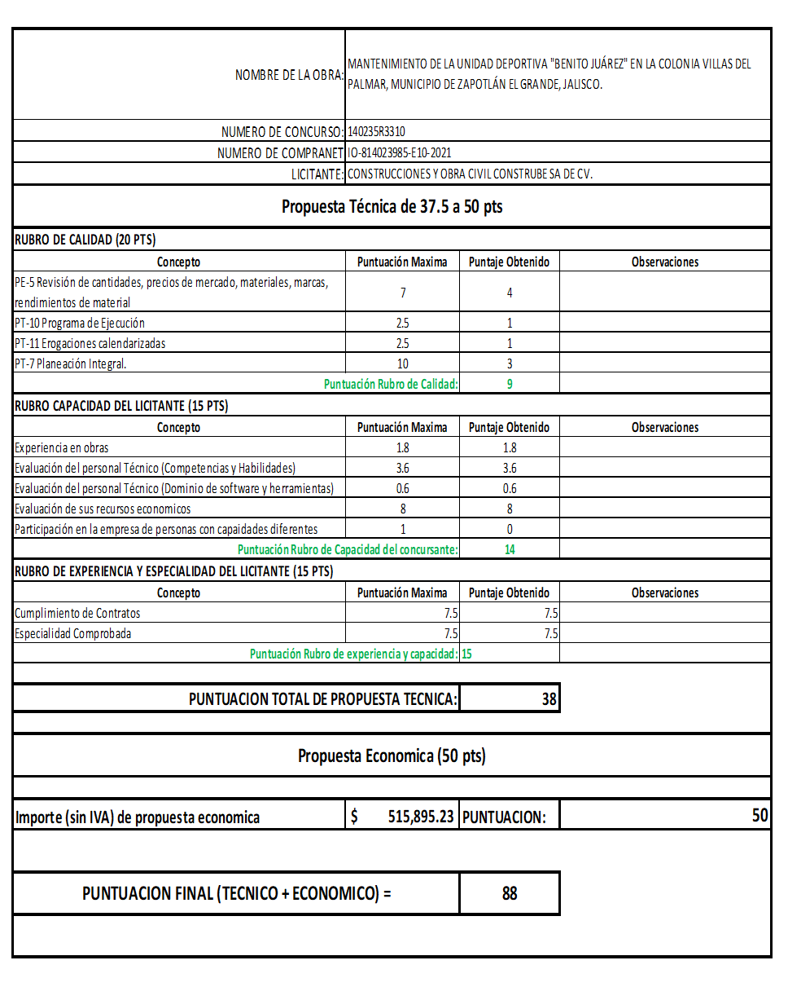 NOMBRE DE LA OBRA: MANTENIMIENTO DE LA UNIDAD DEPORTIVA "BENITO JUÁREZ" EN LA COLONIA VILLAS DEL
PALMAR, MUNICIPIO DE ZAPOTLÁN EL GRANDE, JALISCO.
NUMERO DE CONCURSO: 140235R3310
NUMERO DE COMPRANET IO-814023985-E10-2021
LICITANTE: CONSTRUCCIONES Y OBRA CIVIL CONSTRUBE SA DE CV.
Propuesta Técnica de 37.5 a 50 pts
RUBRO DE CALIDAD (20 PTS)
Concepto Puntuación Maxima Puntaje Obtenido Observaciones
PE-5 Revisión de cantidades, precios de mercado, materiales, marcas,
rendimientos de material 7 4
PT-10 Programa de Ejecución 2.5 1
PT-11 Erogaciones calendarizadas 2.5 1
PT-7 Planeación Integral. 10 3
Puntuación Rubro de Calidad: 9
RUBRO CAPACIDAD DEL LICITANTE (15 PTS)
Concepto Puntuación Maxima Puntaje Obtenido Observaciones
Experiencia en obras 1.8 1.8
Evaluación del personal Técnico (Competencias y Habilidades) 3.6 3.6
Evaluación del personal Técnico (Dominio de software y herramientas) 0.6 0.6
Evaluación de sus recursos economicos 8 8
Participación en la empresa de personas con capaidades diferentes 1 0
Puntuación Rubro de Capacidad del concursante: 14
RUBRO DE EXPERIENCIA Y ESPECIALIDAD DEL LICITANTE (15 PTS)
Concepto Puntuación Maxima Puntaje Obtenido Observaciones
Cumplimiento de Contratos 7.5 7.5
Especialidad Comprobada 7.5 7.5
Puntuación Rubro de experiencia y capacidad: 15
PUNTUACION TOTAL DE PROPUESTA TECNICA: 38
Propuesta Economica (50 pts)
Importe (sin IVA) de propuesta economica $ 515,895.23 PUNTUACION: 50
PUNTUACION FINAL (TECNICO + ECONOMICO) = 88